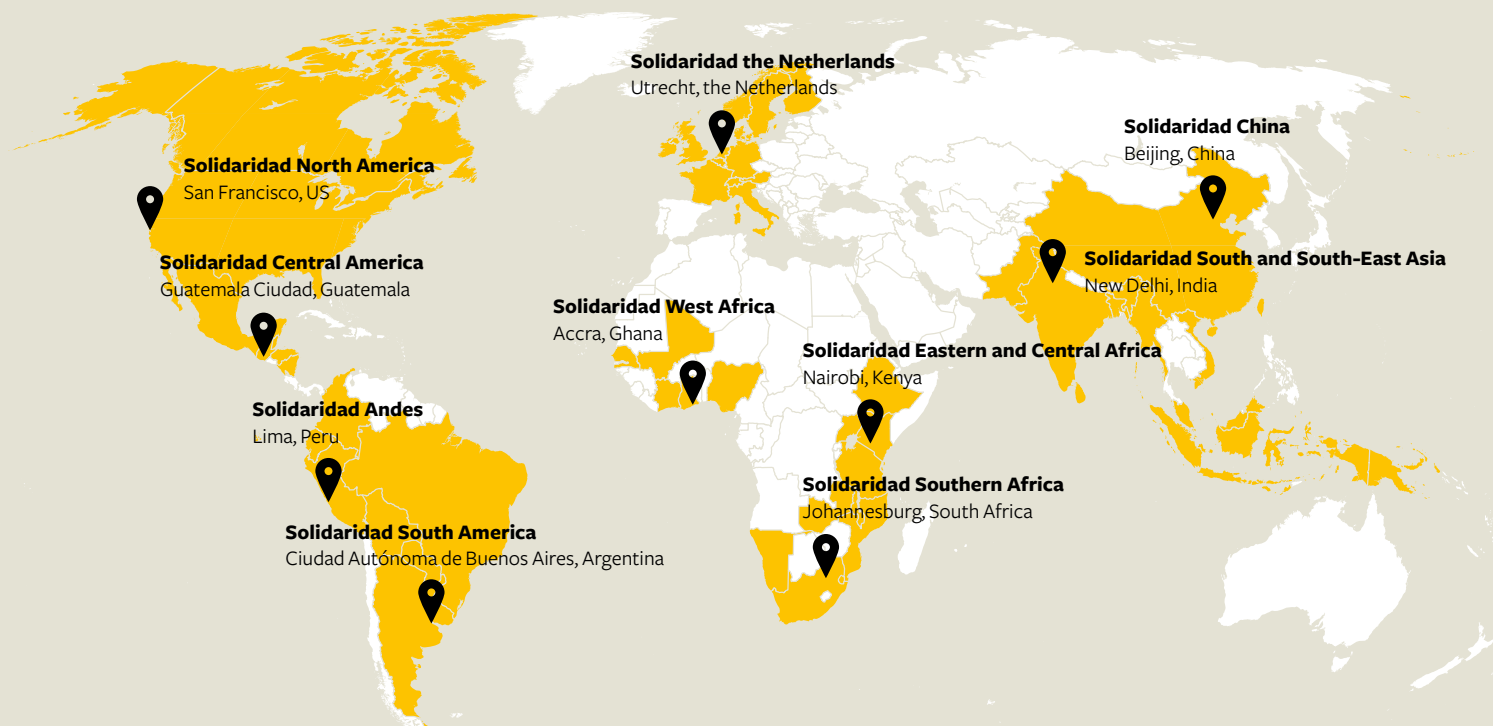 Solidaridad the Netherlands
Utrecht, the Netherlands
Solidaridad China
Beijing, China
Solidaridad North America
San Francisco, US
Solidaridad Central America
Guatemala Ciudad, Guatemala
Solidaridad South and South-East Asia
New Delhi, India
Solidaridad West Africa
Accra, Ghana
Solidaridad Eastern and Central Africa
Nairobi, Kenya
Solidaridad Andes
Lima, Peru
Solidaridad Southern Africa
Johannesburg, South Africa
Solidaridad South America
Ciudad Autónoma de Buenos Aires, Argentina